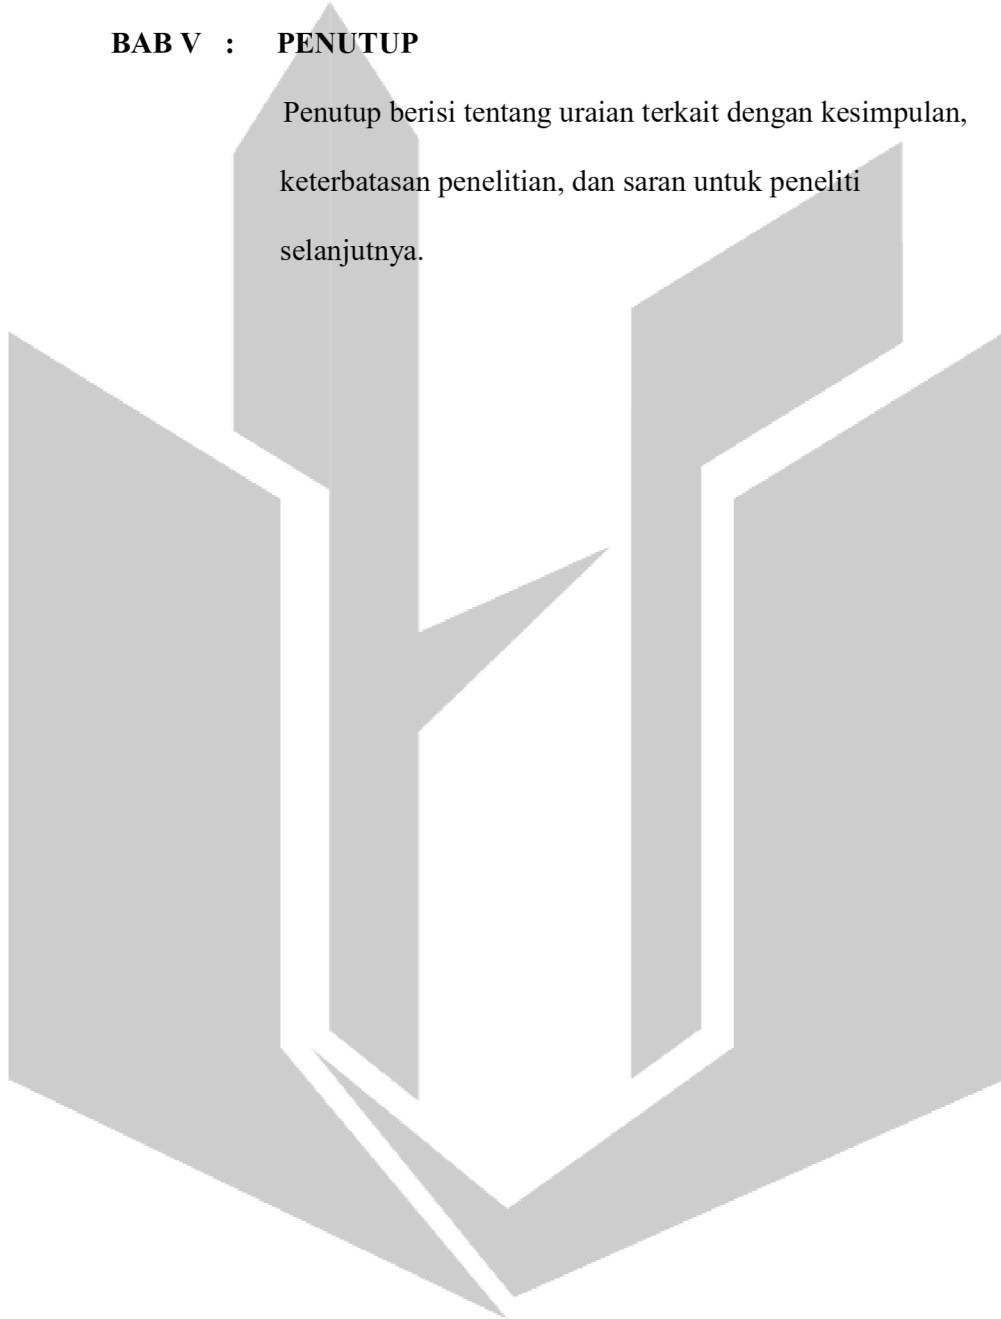 BAB V : PENUTUP
Penutup berisi tentang uraian terkait dengan kesimpulan,
keterbatasan penelitian, dan saran untuk peneliti
selanjutnya.